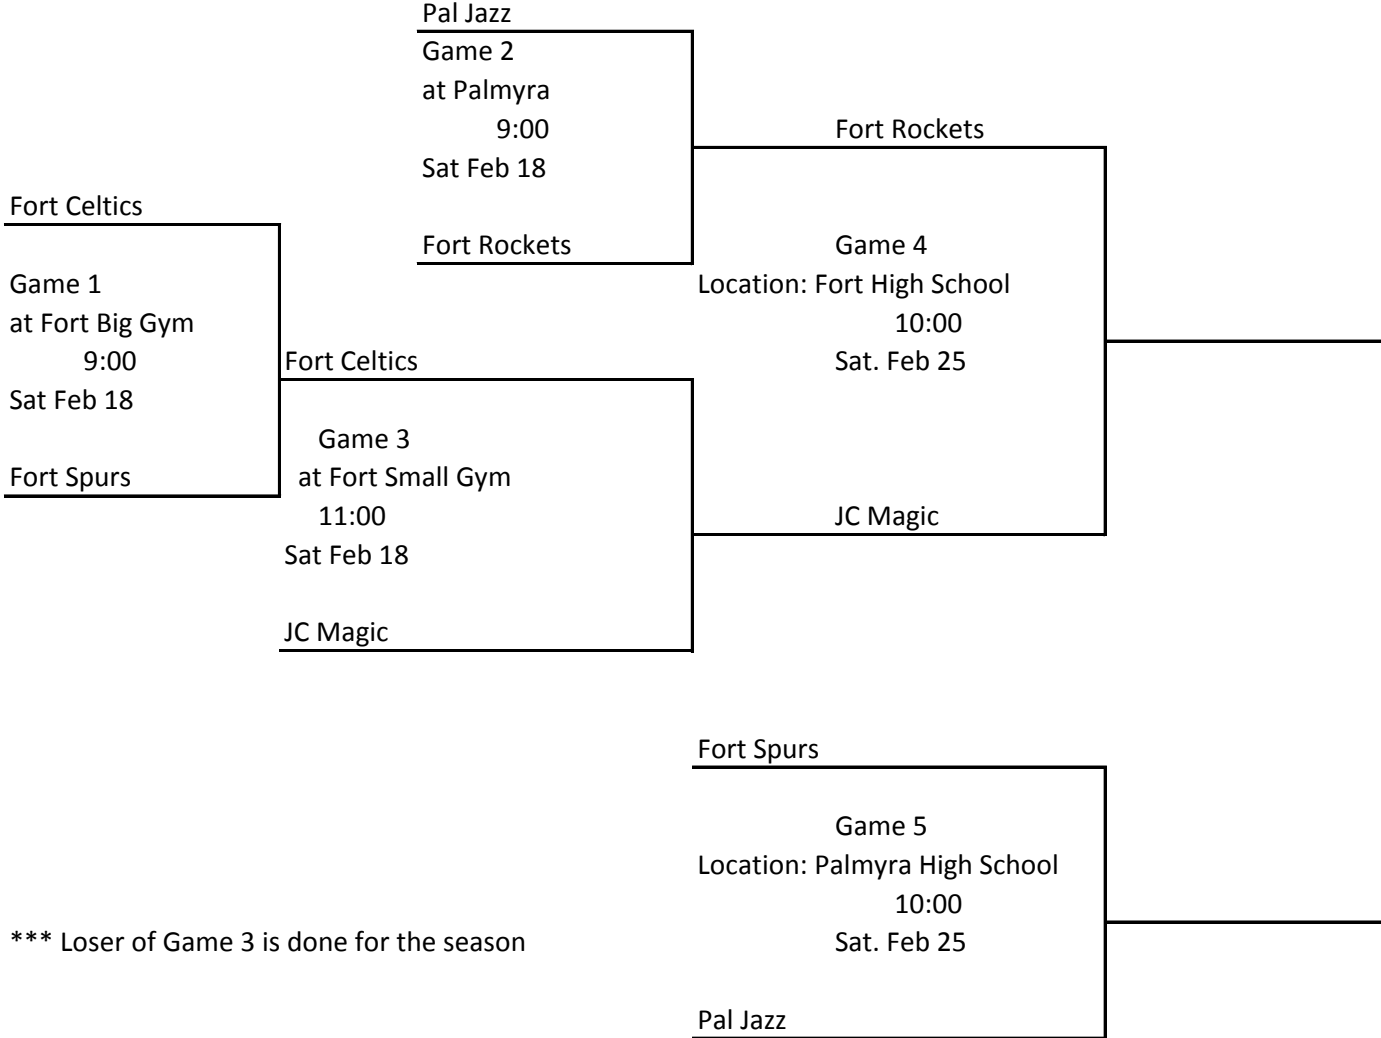 Pal Jazz
Game 2
at Palmyra
9:00
Sat Feb 18
Fort Rockets
Fort Celtics
Game 1
at Fort Big Gym
9:00
Sat Feb 18
Fort Spurs
Fort Celtics
Game 3
at Fort Small Gym
11:00
Sat Feb 18
JC Magic
Fort Rockets
Game 4
Location: Fort High School
10:00
Sat. Feb 25
JC Magic
Fort Spurs
Game 5
Location: Palmyra High School
10:00
Sat. Feb 25
Pal Jazz
*** Loser of Game 3 is done for the season